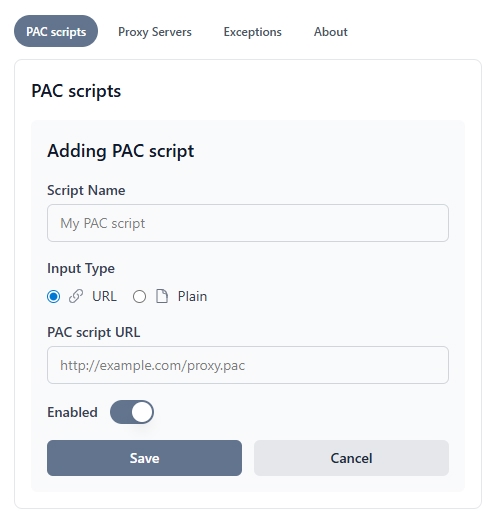 PAC scripts Proxy Servers Exceptions About
PAC scripts
Adding PAC script
Script Name
My PAC script
Input Type
URL Plain
PAC script URL
http://example.com/proxy.pac
Enabled
Save Cancel